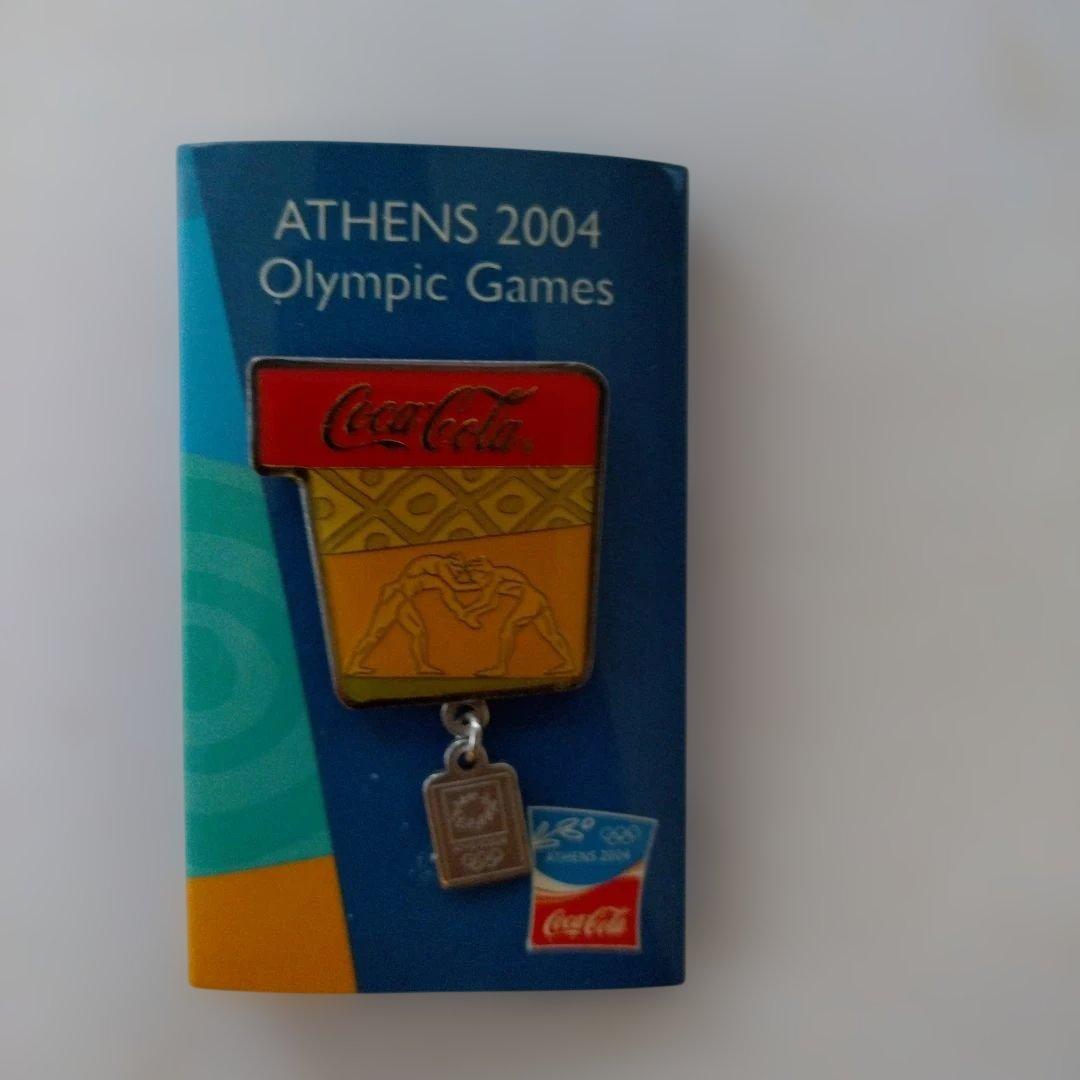 ATHENS 2004
Olympic Games
Coca-Cola
ATHENS 2004
Coca-Cola